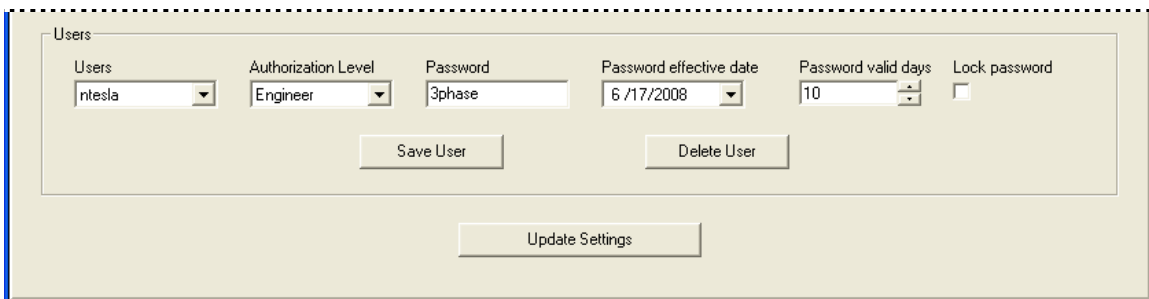 Users
Users Authorization Level Password Password effective date Password valid days Lock password
ntesla Engineer 3phase 6 /17/2008 10
Save User Delete User
Update Settings